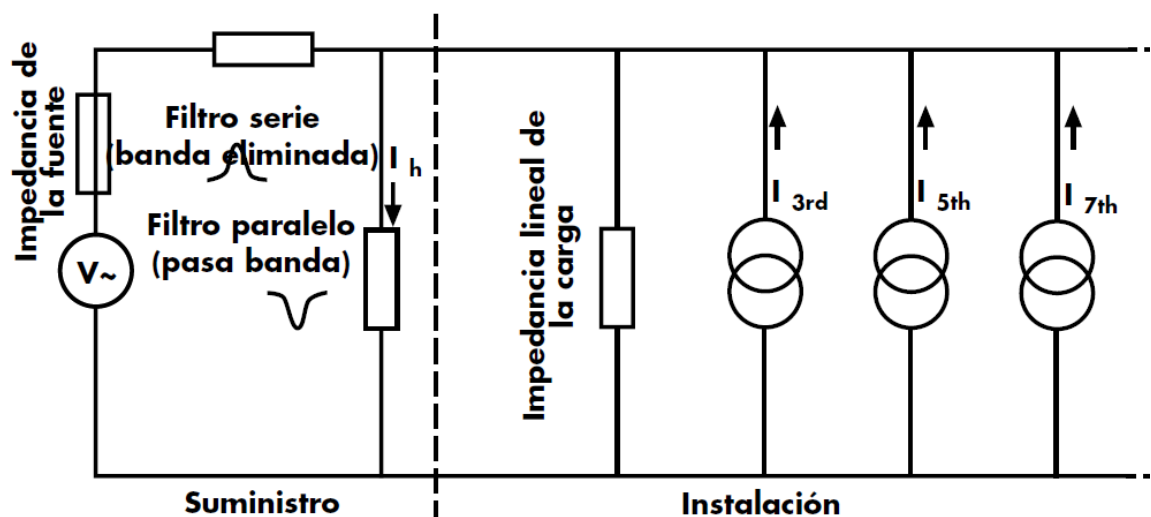 Impedancia de
la fuente
Filtro serie
(banda eliminada)
I h
Filtro paralelo
(pasa banda)
V~
Impedancia lineal de
la carga
I 3rd
I 5th
I 7th
Suministro
Instalación